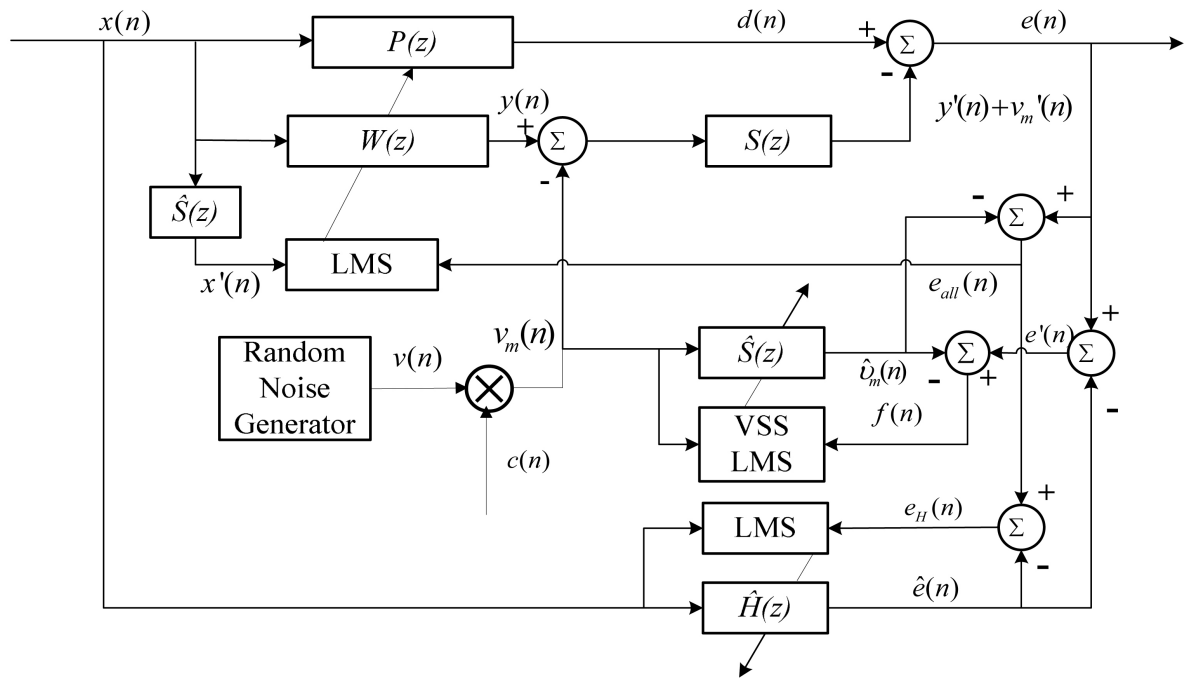 x(n)
P(z)
d(n)
+
Σ
e(n)
-
y(n)
y'(n)+v_m'(n)
W(z)
+
Σ
S(z)
-
Ŝ(z)
-
Σ
+
x'(n)
LMS
e_all(n)
+
Random
Noise
Generator
v(n)
v_m(n)
Ŝ(z)
Σ
e'(n)
Σ
υ̂_m(n)
-
+
-
VSS
LMS
f(n)
c(n)
+
LMS
e_H(n)
Σ
-
Ĥ(z)
ê(n)